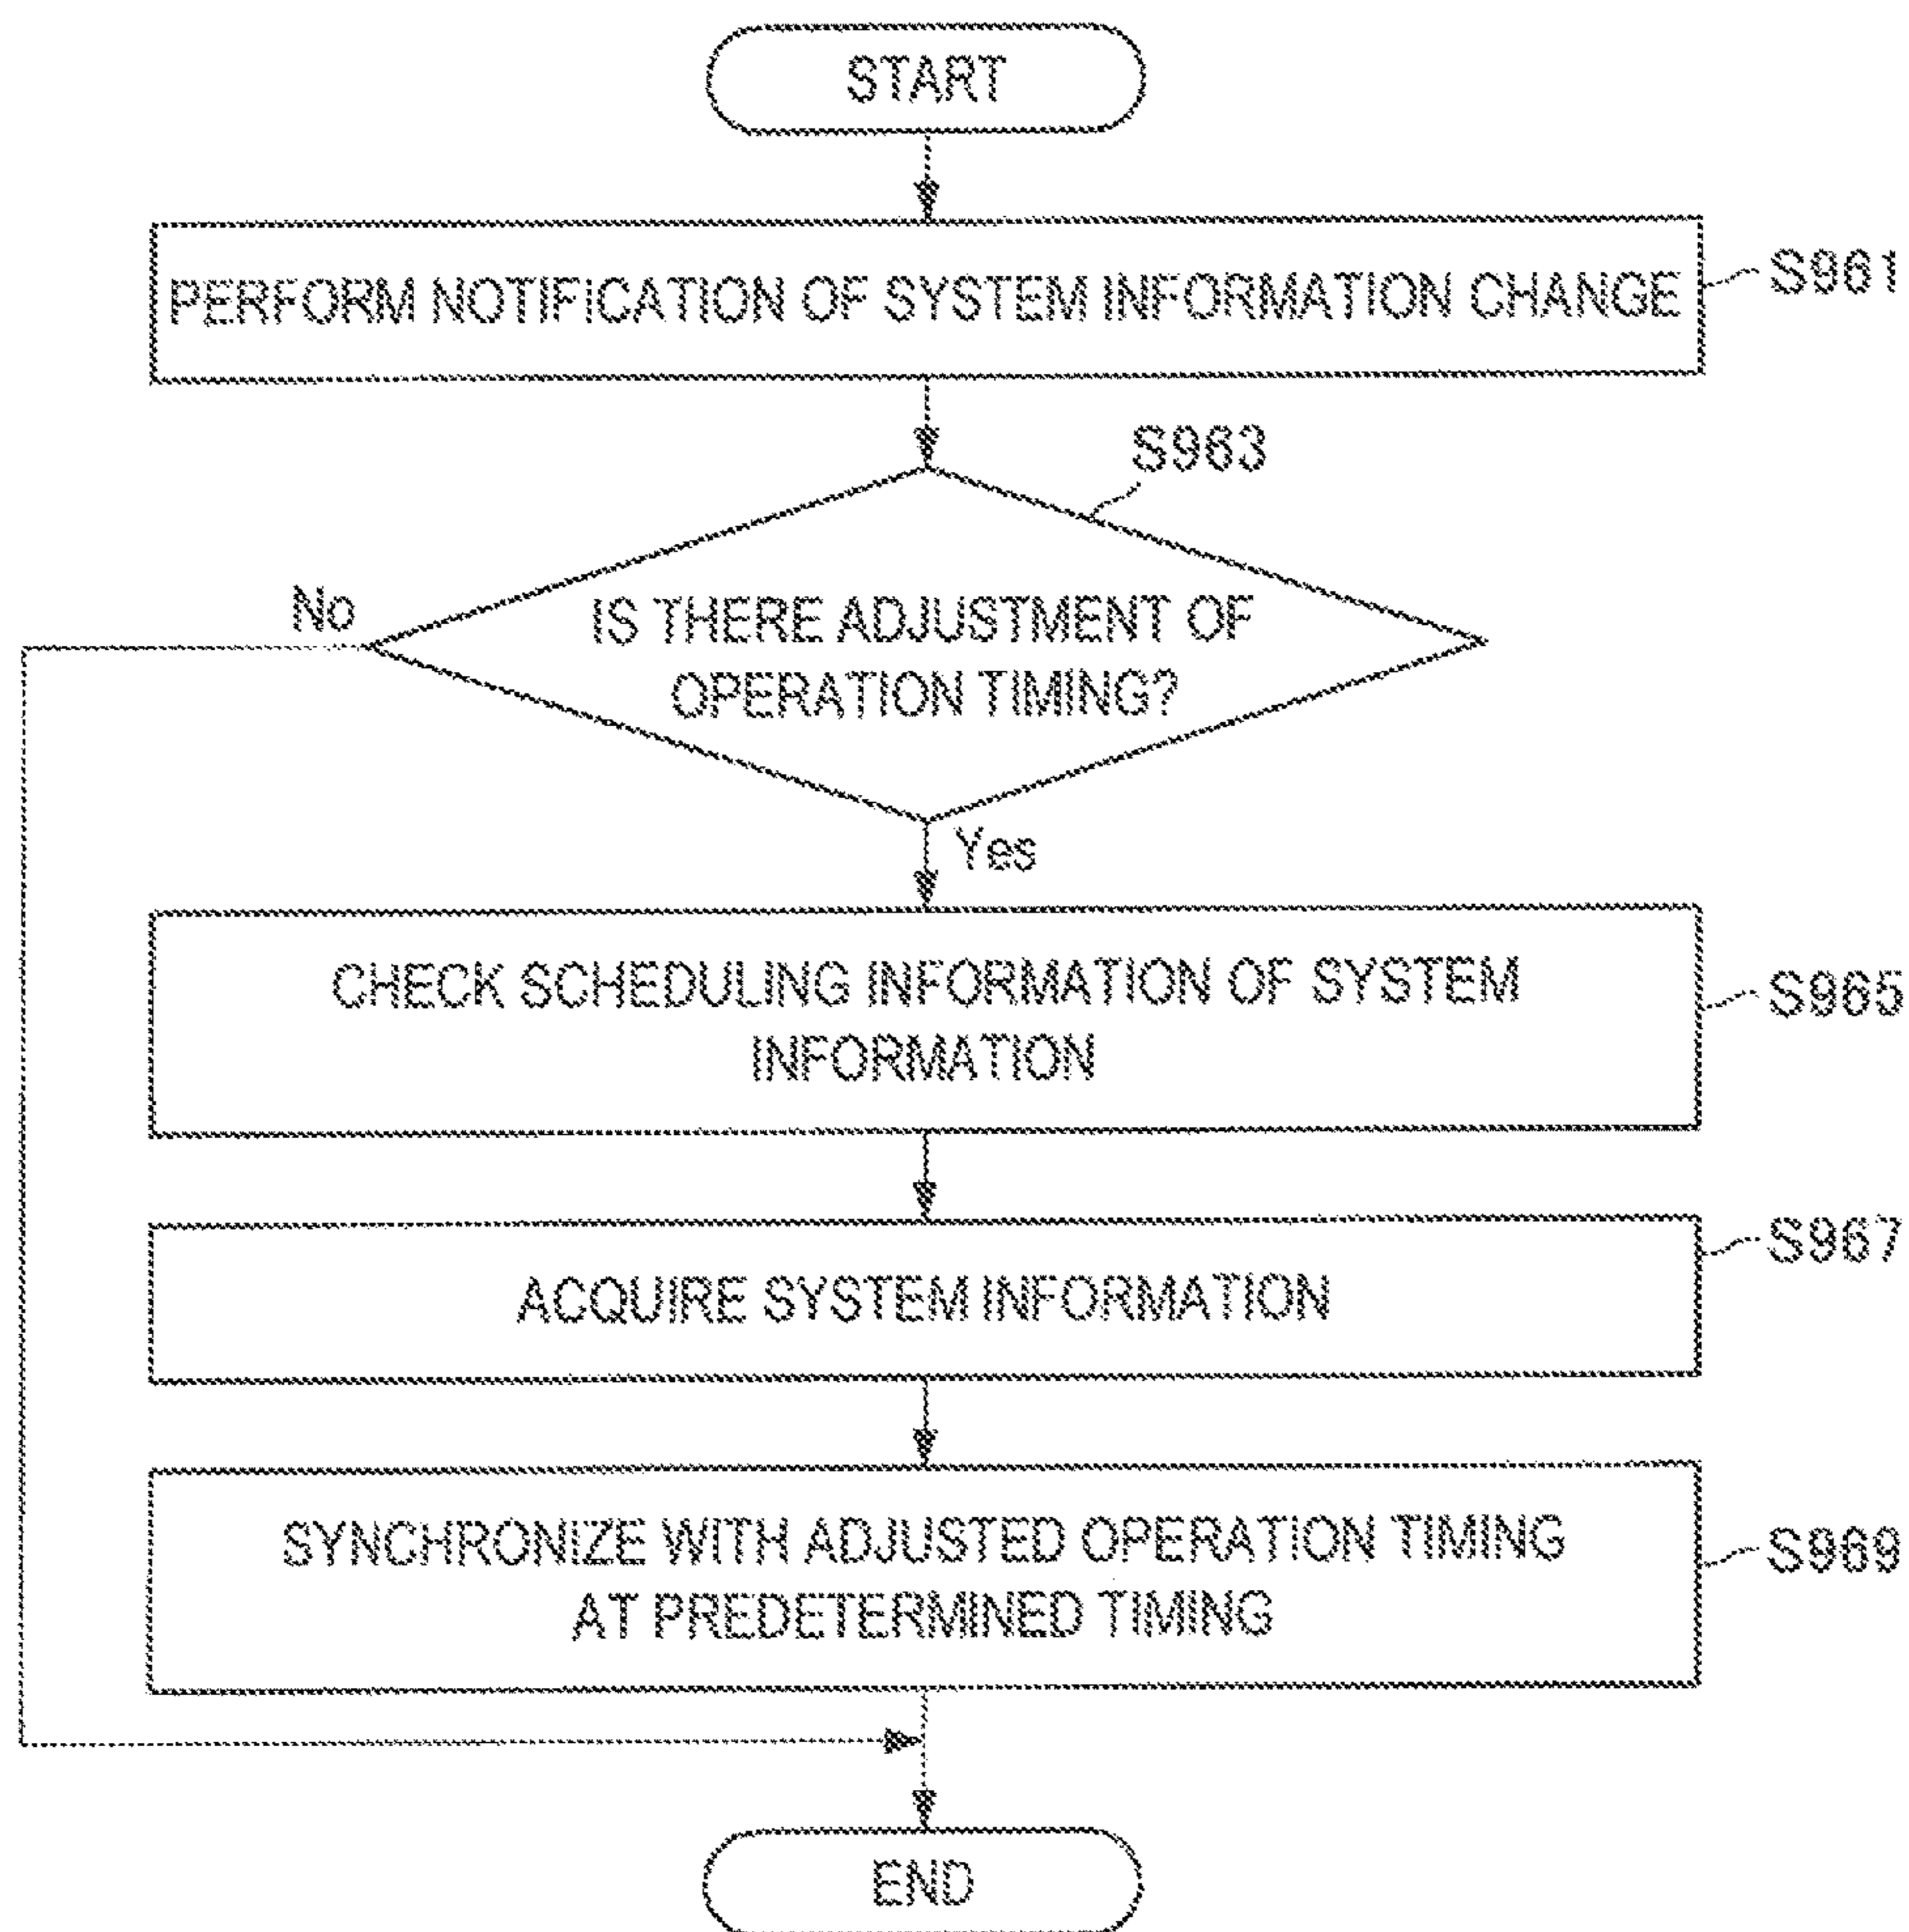 START
PERFORM NOTIFICATION OF SYSTEM INFORMATION CHANGE
S961
S963
No
IS THERE ADJUSTMENT OF
OPERATION TIMING?
Yes
CHECK SCHEDULING INFORMATION OF SYSTEM
INFORMATION
S965
ACQUIRE SYSTEM INFORMATION
S967
SYNCHRONIZE WITH ADJUSTED OPERATION TIMING
AT PREDETERMINED TIMING
S969
END